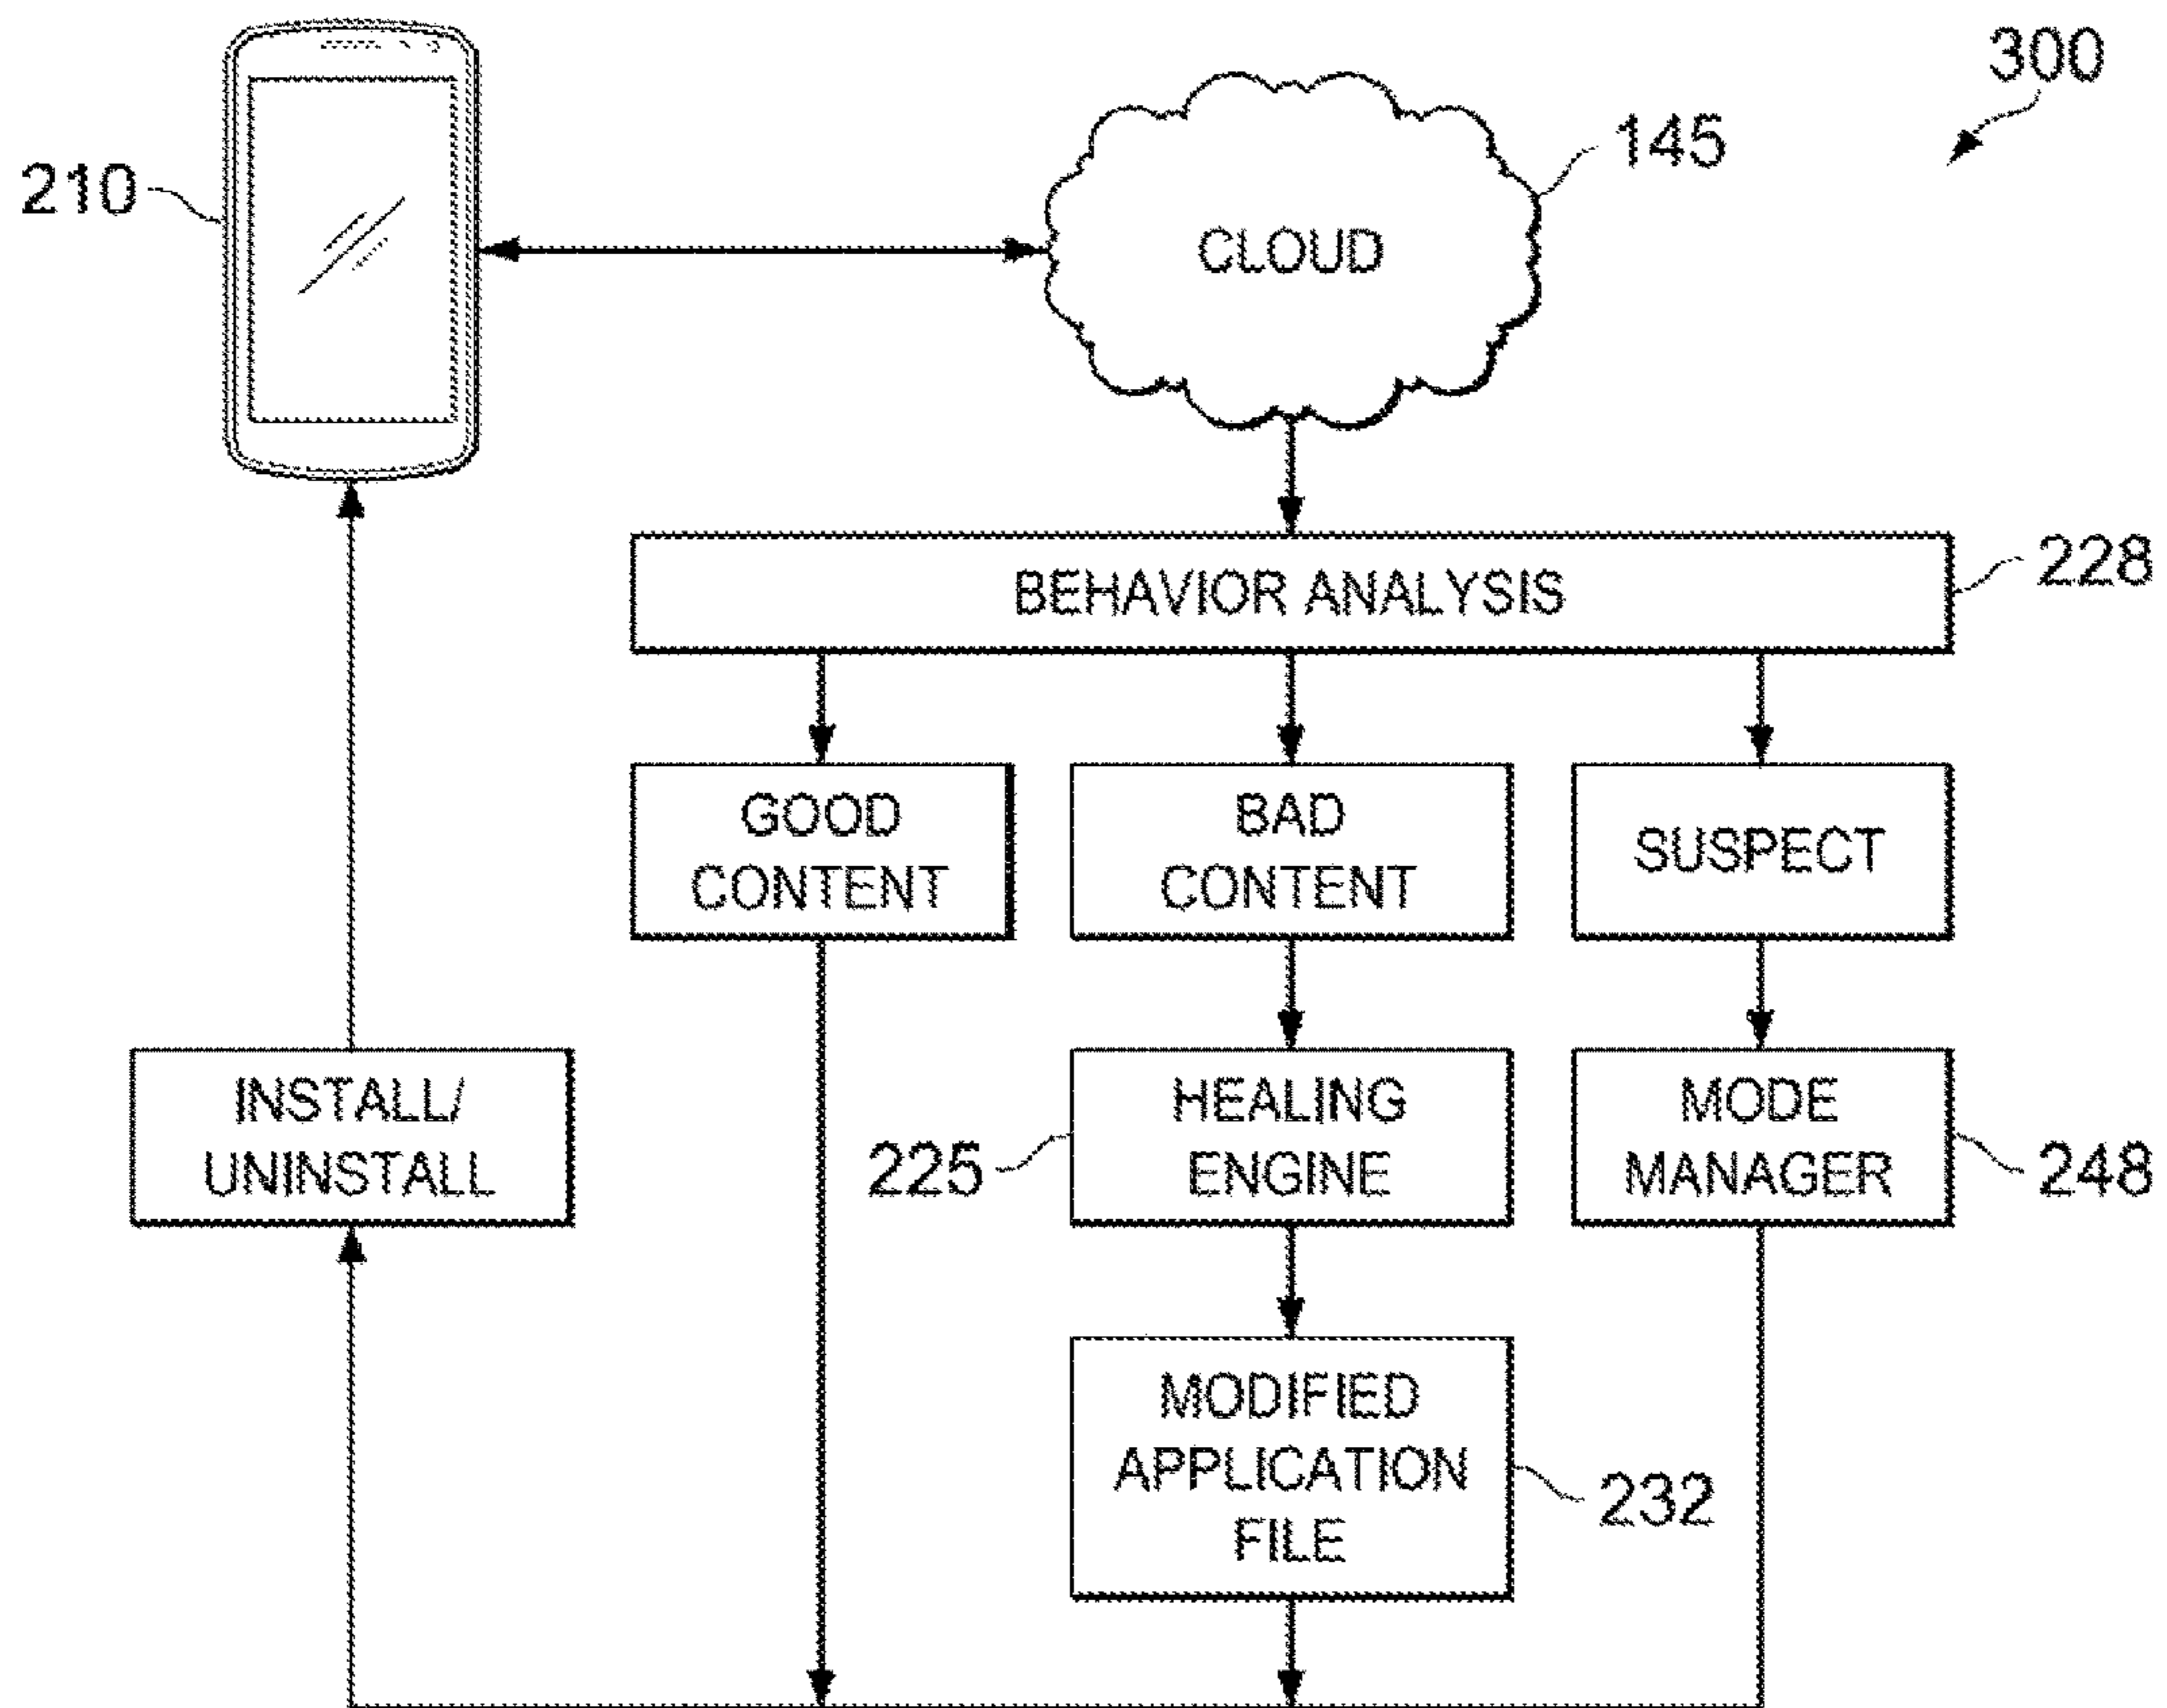 300
145
210
CLOUD
BEHAVIOR ANALYSIS
228
GOOD
CONTENT
BAD
CONTENT
SUSPECT
INSTALL/
UNINSTALL
225
HEALING
ENGINE
MODE
MANAGER
248
MODIFIED
APPLICATION
FILE
232